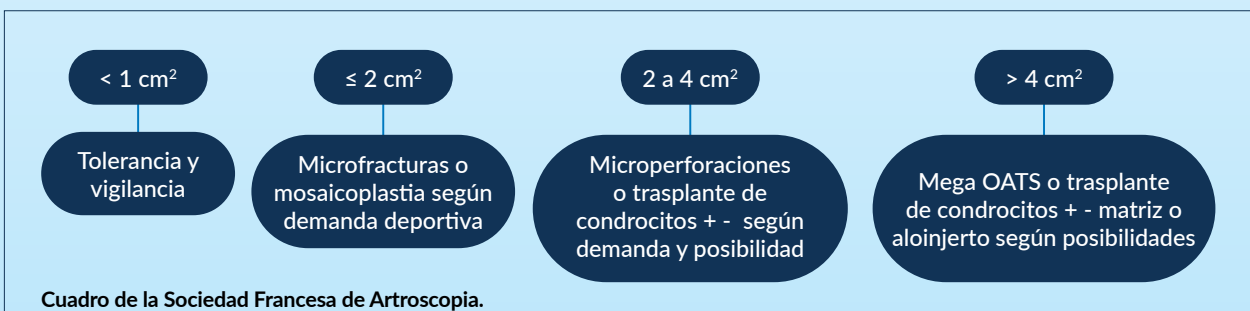 < 1 cm²
≤ 2 cm²
2 a 4 cm²
> 4 cm²
Tolerancia y
vigilancia
Microfracturas o
mosaicoplastia según
demanda deportiva
Microperforaciones
o trasplante de
condrocitos + - según
demanda y posibilidad
Mega OATS o trasplante
de condrocitos + - matriz o
aloinjerto según posibilidades
Cuadro de la Sociedad Francesa de Artroscopia.